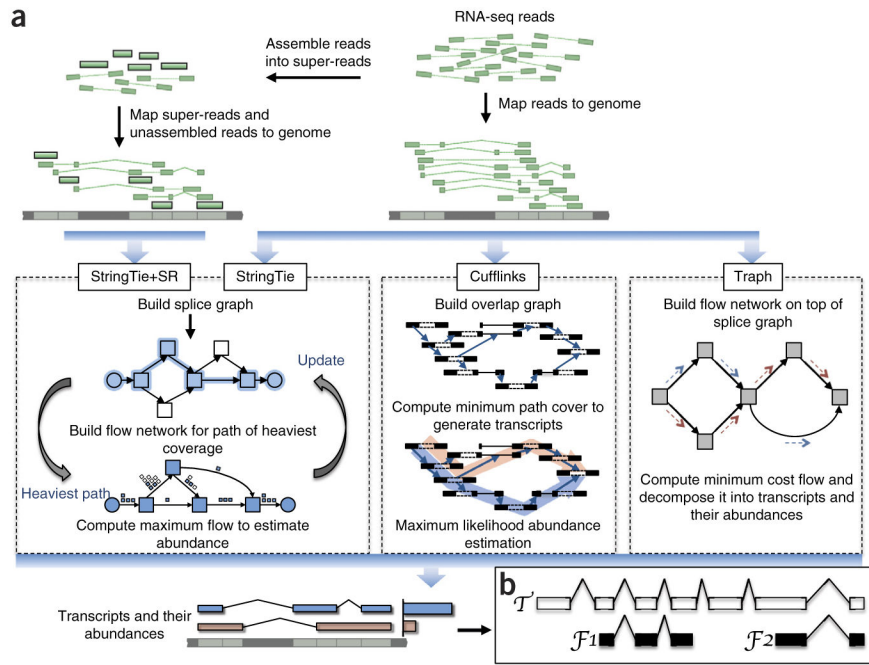 a
RNA-seq reads
Assemble reads
into super-reads
Map super-reads and
unassembled reads to genome
Map reads to genome
StringTie+SR
StringTie
Cufflinks
Traph
Build splice graph
Update
Build flow network for path of heaviest
coverage
Heaviest path
Compute maximum flow to estimate
abundance
Build overlap graph
Compute minimum path cover to
generate transcripts
Maximum likelihood abundance
estimation
Build flow network on top of
splice graph
Compute minimum cost flow and
decompose it into transcripts and
their abundances
Transcripts and their
abundances
b
T
F1
F2